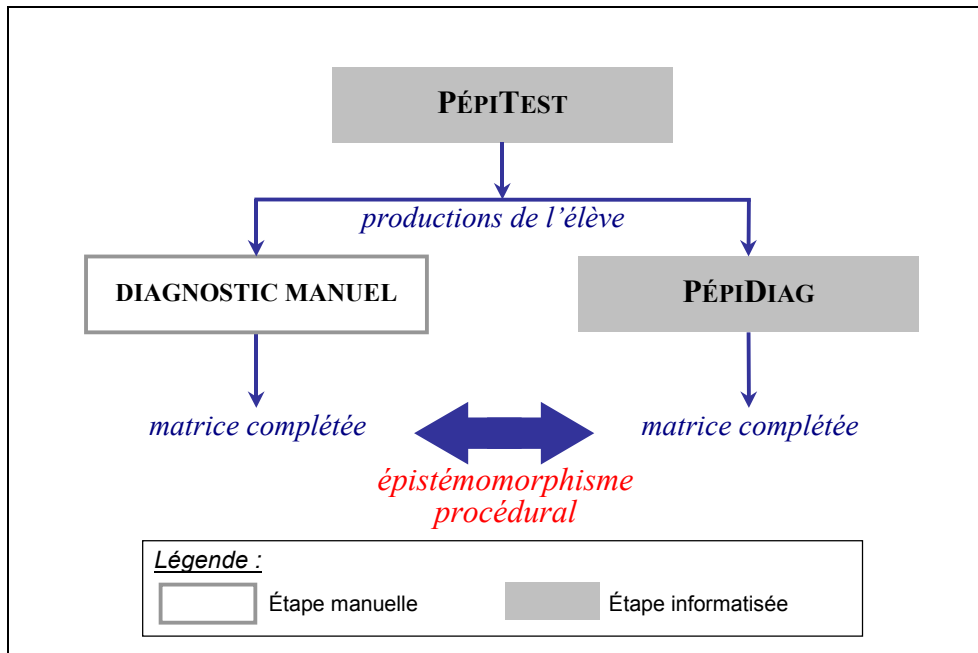 PÉPITEST
productions de l’élève
DIAGNOSTIC MANUEL
PÉPIDIAG
matrice complétée
matrice complétée
épistémomorphisme
procédural
Légende :
Étape manuelle
Étape informatisée